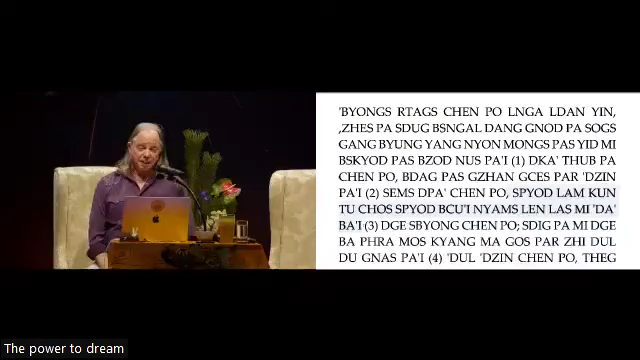 'BYONGS RTAGS CHEN PO LNGA LDAN YIN,
,ZHES PA SDUG BSNGAL DANG GNOD PA SOGS
GANG BYUNG YANG NYON MONGS PAS YID MI
BSKYOD PAS BZOD NUS PA'I (1) DKA' THUB PA
CHEN PO, BDAG PAS GZHAN GCES PAR 'DZIN
PA'I (2) SEMS DPA' CHEN PO, SPYOD LAM KUN
TU CHOS SPYOD BCU'I NYAMS LEN LAS MI 'DA'
BA'I (3) DGE SBYONG CHEN PO; SDIG PA MI DGE
BA PHRA MOS KYANG MA GOS PAR ZHI DUL
DU GNAS PA'I (4) 'DUL 'DZIN CHEN PO, THEG
The power to dream